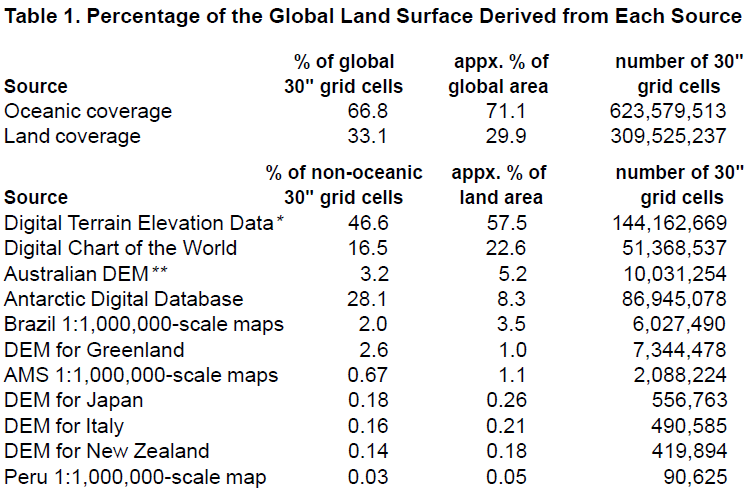 Table 1. Percentage of the Global Land Surface Derived from Each Source
% of global appx. % of number of 30"
Source 30" grid cells global area grid cells
Oceanic coverage 66.8 71.1 623,579,513
Land coverage 33.1 29.9 309,525,237
% of non-oceanic appx. % of number of 30"
Source 30" grid cells land area grid cells
Digital Terrain Elevation Data* 46.6 57.5 144,162,669
Digital Chart of the World 16.5 22.6 51,368,537
Australian DEM** 3.2 5.2 10,031,254
Antarctic Digital Database 28.1 8.3 86,945,078
Brazil 1:1,000,000-scale maps 2.0 3.5 6,027,490
DEM for Greenland 2.6 1.0 7,344,478
AMS 1:1,000,000-scale maps 0.67 1.1 2,088,224
DEM for Japan 0.18 0.26 556,763
DEM for Italy 0.16 0.21 490,585
DEM for New Zealand 0.14 0.18 419,894
Peru 1:1,000,000-scale map 0.03 0.05 90,625